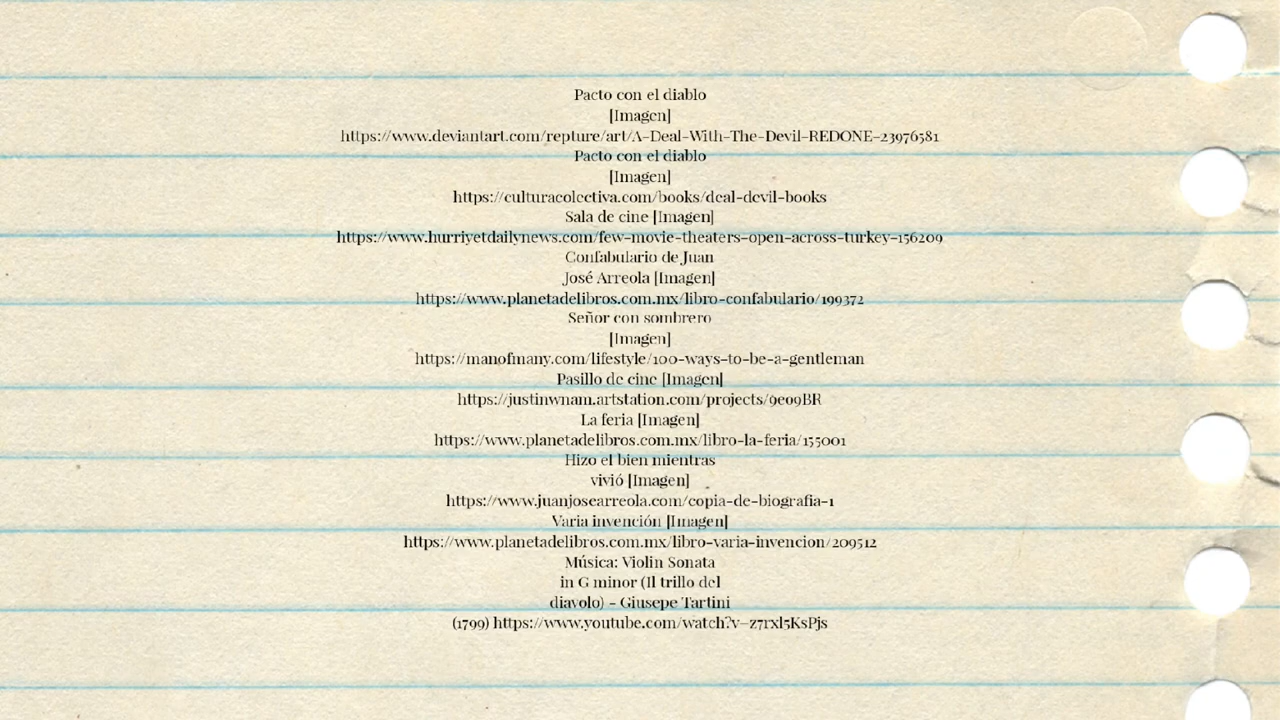 Pacto con el diablo
[Imagen]
https://www.deviantart.com/repture/art/A-Deal-With-The-Devil-REDONE-23976581
Pacto con el diablo
[Imagen]
https://culturacolectiva.com/books/deal-devil-books
Sala de cine [Imagen]
https://www.hurriyetdailynews.com/few-movie-theaters-open-across-turkey-156209
Confabulario de Juan
José Arreola [Imagen]
https://www.planetadelibros.com.mx/libro-confabulario/199372
Señor con sombrero
[Imagen]
https://manofmany.com/lifestyle/100-ways-to-be-a-gentleman
Pasillo de cine [Imagen]
https://justinwnam.artstation.com/projects/9e09BR
La feria [Imagen]
https://www.planetadelibros.com.mx/libro-la-feria/155001
Hizo el bien mientras
vivió [Imagen]
https://www.juanjosearreola.com/copia-de-biografia-1
Varia invención [Imagen]
https://www.planetadelibros.com.mx/libro-varia-invencion/209512
Música: Violin Sonata
in G minor (Il trillo del
diavolo) - Giusepe Tartini
(1799) https://www.youtube.com/watch?v=z7rxl5KsPjs